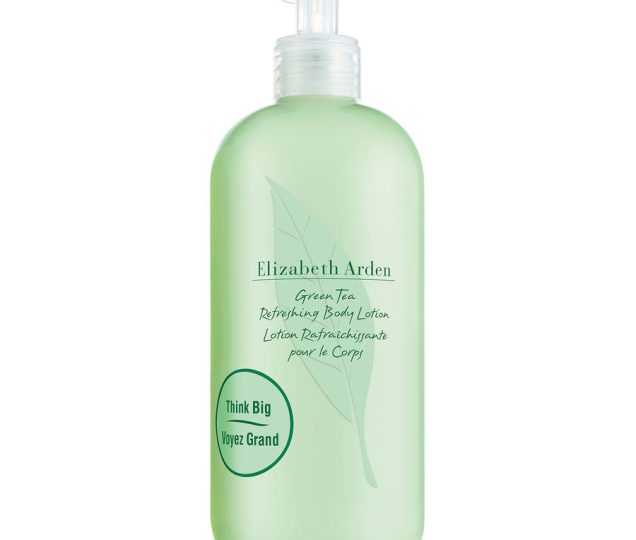 Elizabeth Arden
Green Tea
Refreshing Body Lotion
Lotion Rafraîchissante
pour le Corps
Think Big
Voyez Grand